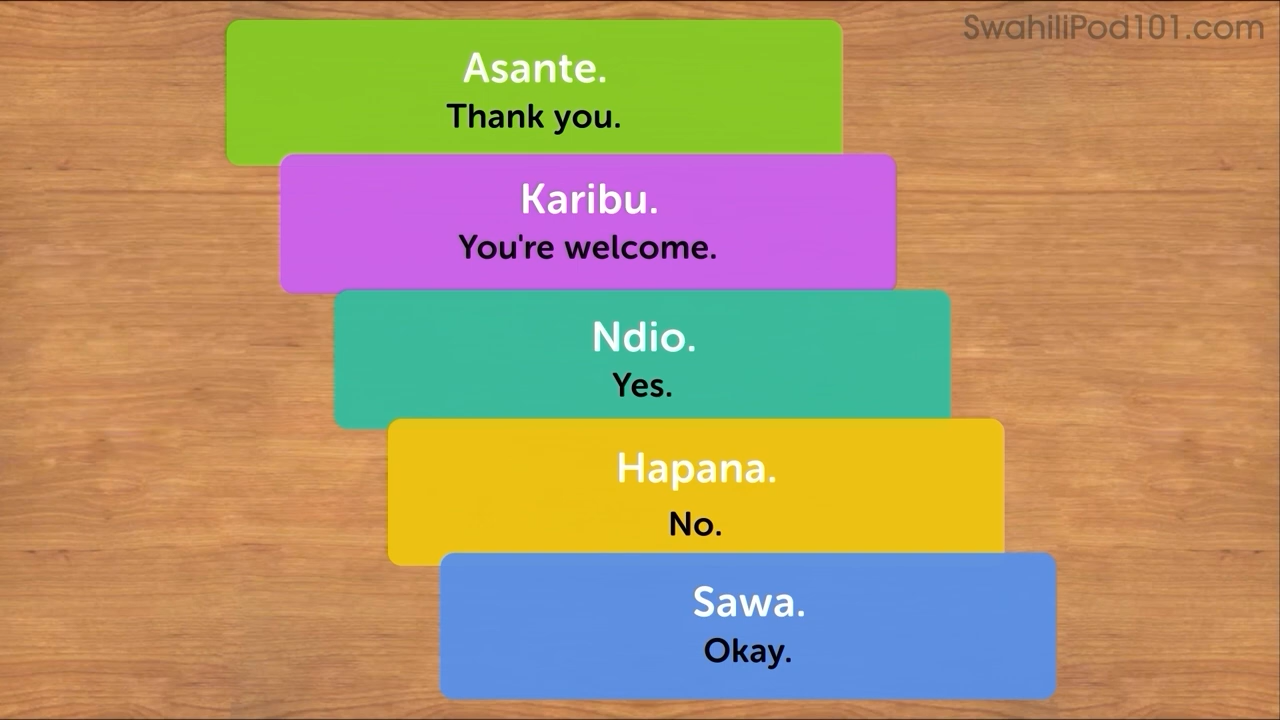 SwahiliPod101.com
Asante.
Thank you.
Karibu.
You're welcome.
Ndio.
Yes.
Hapana.
No.
Sawa.
Okay.